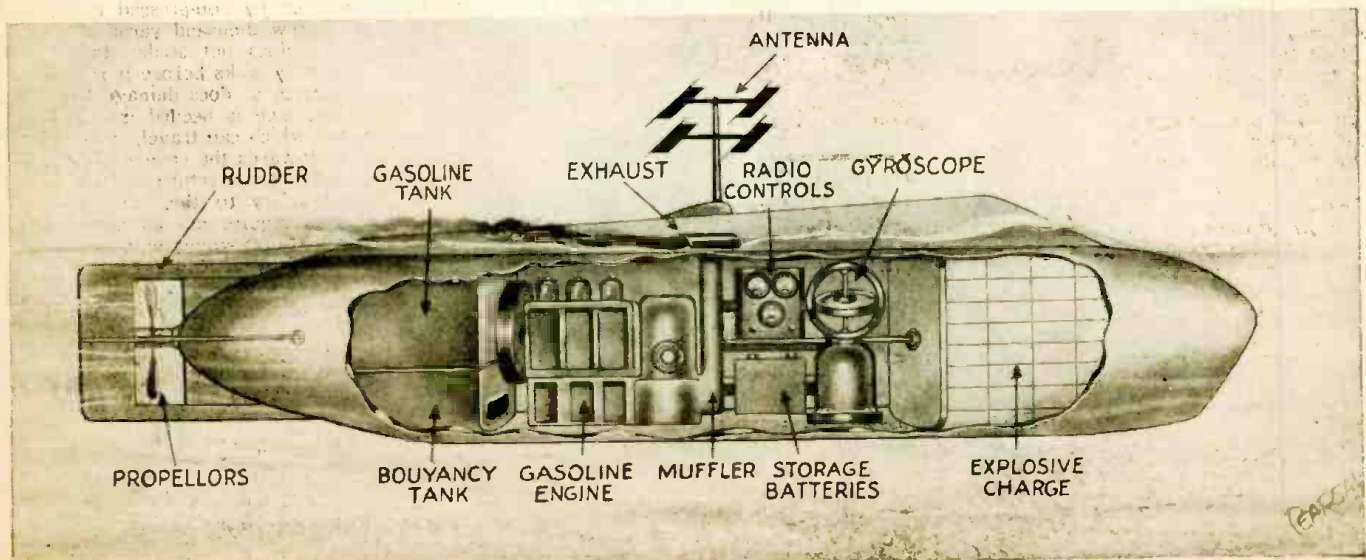 ANTENNA
RUDDER
GASOLINE
TANK
EXHAUST
RADIO
CONTROLS
GYROSCOPE
PROPELLORS
BOUYANCY
TANK
GASOLINE
ENGINE
MUFFLER
STORAGE
BATTERIES
EXPLOSIVE
CHARGE